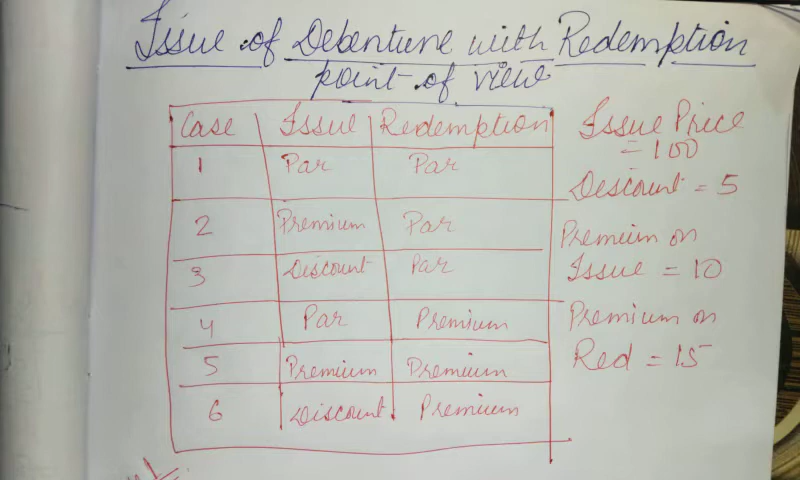 Issue of Debenture with Redemption
point of view
Case Issue Redemption
1 Par Par
2 Premium Par
3 Discount Par
4 Par Premium
5 Premium Premium
6 Discount Premium
Issue Price
= 100
Discount = 5
Premium on
Issue = 10
Premium on
Red = 15